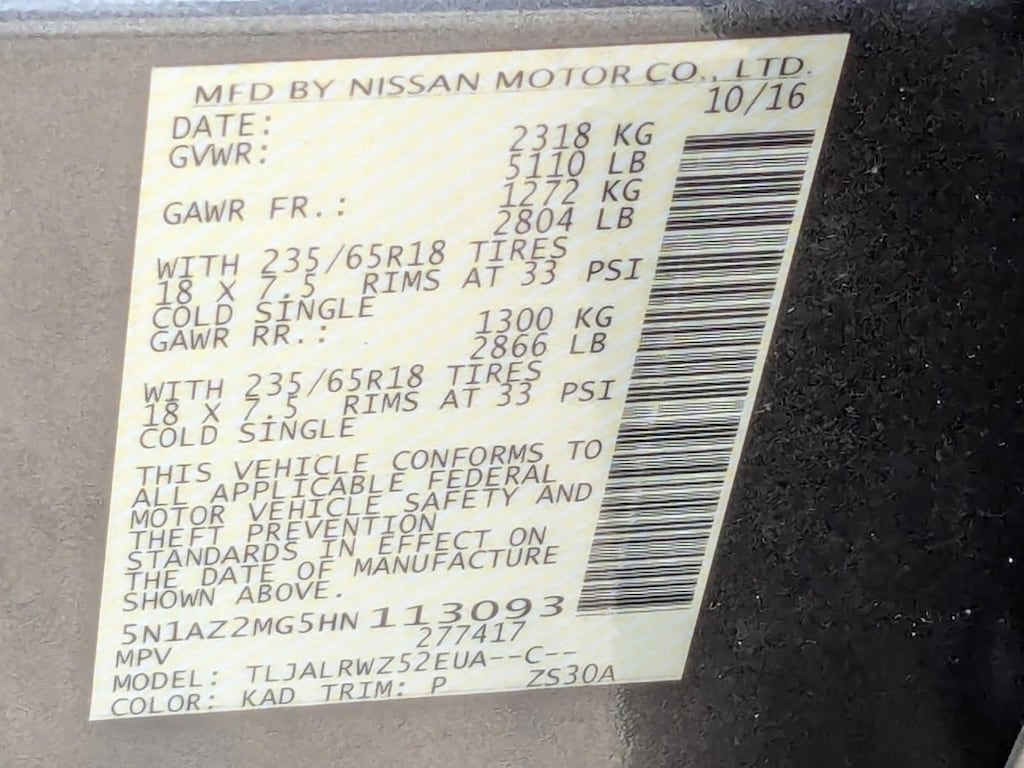 MFD BY NISSAN MOTOR CO., LTD.
DATE: 10/16
GVWR: 2318 KG
5110 LB
GAWR FR.: 1272 KG
2804 LB
WITH 235/65R18 TIRES
18 X 7.5 RIMS AT 33 PSI
COLD SINGLE
GAWR RR.: 1300 KG
2866 LB
WITH 235/65R18 TIRES
18 X 7.5 RIMS AT 33 PSI
COLD SINGLE
THIS VEHICLE CONFORMS TO
ALL APPLICABLE FEDERAL
MOTOR VEHICLE SAFETY AND
THEFT PREVENTION
STANDARDS IN EFFECT ON
THE DATE OF MANUFACTURE
SHOWN ABOVE.
5N1AZ2MG5HN113093
MPV 277417
MODEL: TLJALRWZ52EUA--C--
COLOR: KAD TRIM: P ZS30A